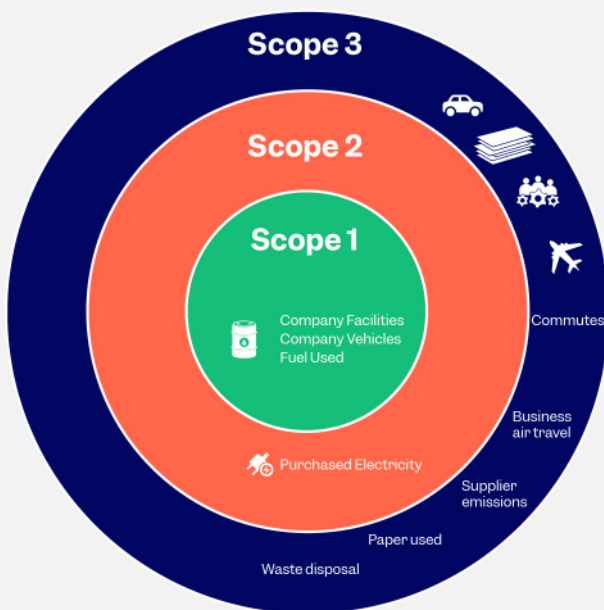 Scope 3
Scope 2
Scope 1
Company Facilities
Company Vehicles
Fuel Used
Commutes
Business
air travel
Purchased Electricity
Supplier
emissions
Paper used
Waste disposal